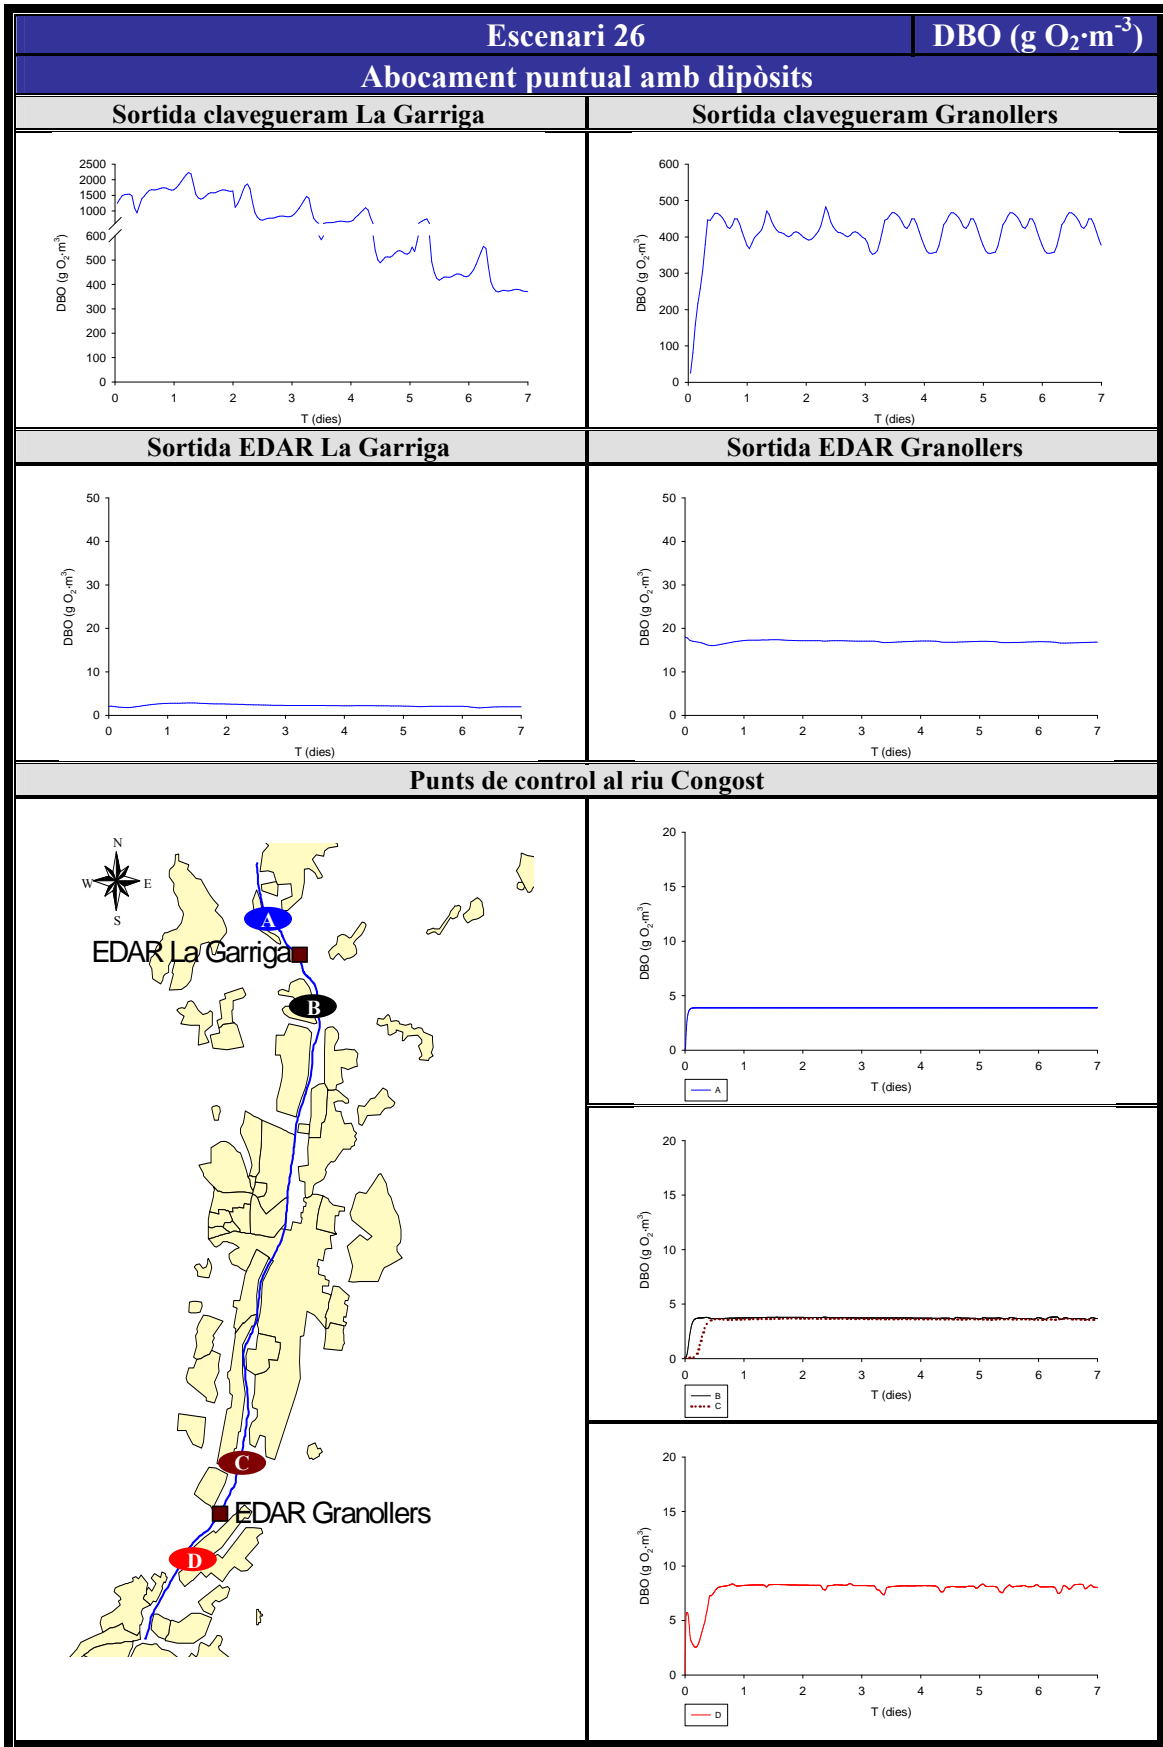 Escenari 26
DBO (g O₂·m⁻³)
Abocament puntual amb dipòsits
Sortida clavegueram La Garriga
Sortida clavegueram Granollers
2500
2000
1500
1000
600
500
400
300
200
100
0
DBO (g O₂·m³)
0 1 2 3 4 5 6 7
T (dies)
600
500
400
300
200
100
0
DBO (g O₂·m³)
0 1 2 3 4 5 6 7
T (dies)
Sortida EDAR La Garriga
Sortida EDAR Granollers
50
40
30
20
10
0
DBO (g O₂·m³)
0 1 2 3 4 5 6 7
T (dies)
50
40
30
20
10
0
DBO (g O₂·m³)
0 1 2 3 4 5 6 7
T (dies)
Punts de control al riu Congost
N
W E
S
A
EDAR La Garriga
B
C
EDAR Granollers
D
20
15
10
5
0
DBO (g O₂·m³)
0 1 2 3 4 5 6 7
T (dies)
A
20
15
10
5
0
DBO (g O₂·m³)
0 1 2 3 4 5 6 7
T (dies)
B
C
20
15
10
5
0
DBO (g O₂·m³)
0 1 2 3 4 5 6 7
T (dies)
D